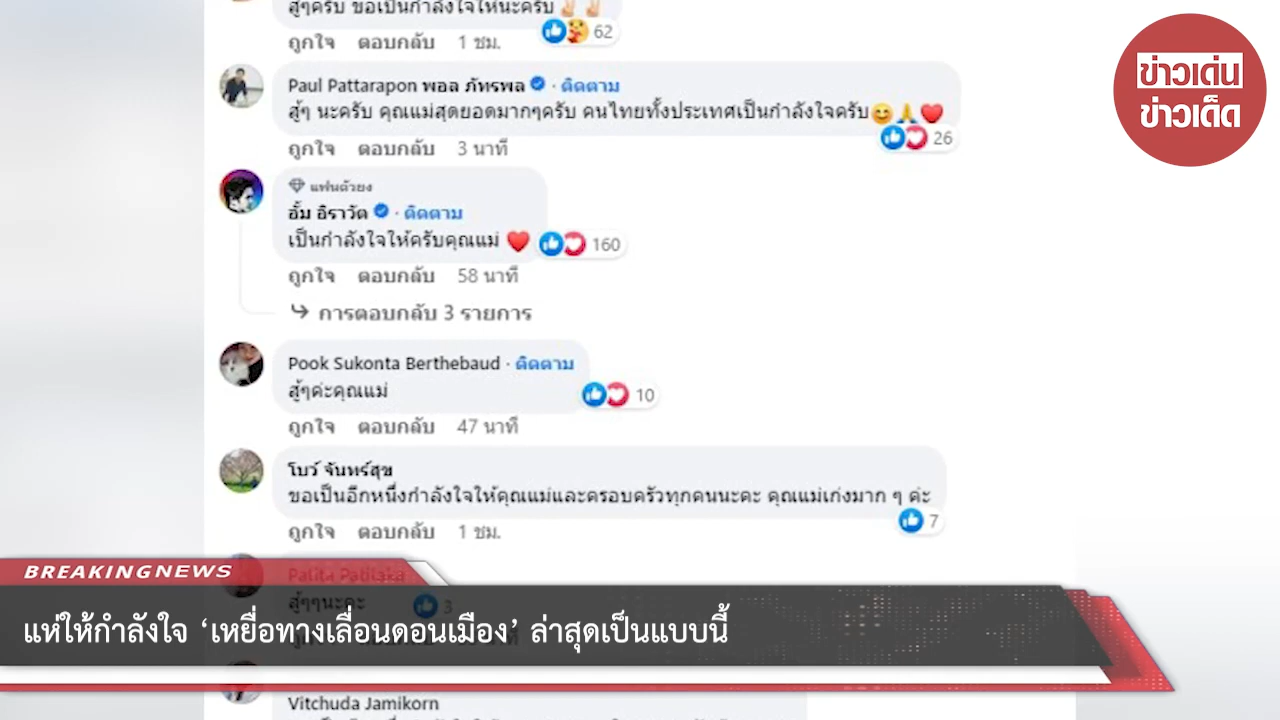 สู้ๆครับ ขอเป็นกำลังใจให้นะครับ
62
ถูกใจ ตอบกลับ 1 ชม.
ข่าวเด่น
ข่าวเด็ด
Paul Pattarapon พอล ภัทรพล · ติดตาม
สู้ๆ นะครับ คุณแม่สุดยอดมากๆครับ คนไทยทั้งประเทศเป็นกำลังใจครับ😊🙏❤️
26
ถูกใจ ตอบกลับ 3 นาที
แฟนตัวยง
อั้ม อิราวัต · ติดตาม
เป็นกำลังใจให้ครับคุณแม่ ❤️
160
ถูกใจ ตอบกลับ 58 นาที
การตอบกลับ 3 รายการ
Pook Sukonta Berthebaud · ติดตาม
สู้ๆค่ะคุณแม่
10
ถูกใจ ตอบกลับ 47 นาที
โบว์ จันทร์สุข
ขอเป็นอีกหนึ่งกำลังใจให้คุณแม่และครอบครัวทุกคนนะคะ คุณแม่เก่งมาก ๆ ค่ะ
7
ถูกใจ ตอบกลับ 1 ชม.
BREAKING NEWS
Palita Patilaka
สู้ๆๆนะคะ
3
แห่ให้กำลังใจ ‘เหยื่อทางเลื่อนดอนเมือง’ ล่าสุดเป็นแบบนี้
Vitchuda Jamikorn